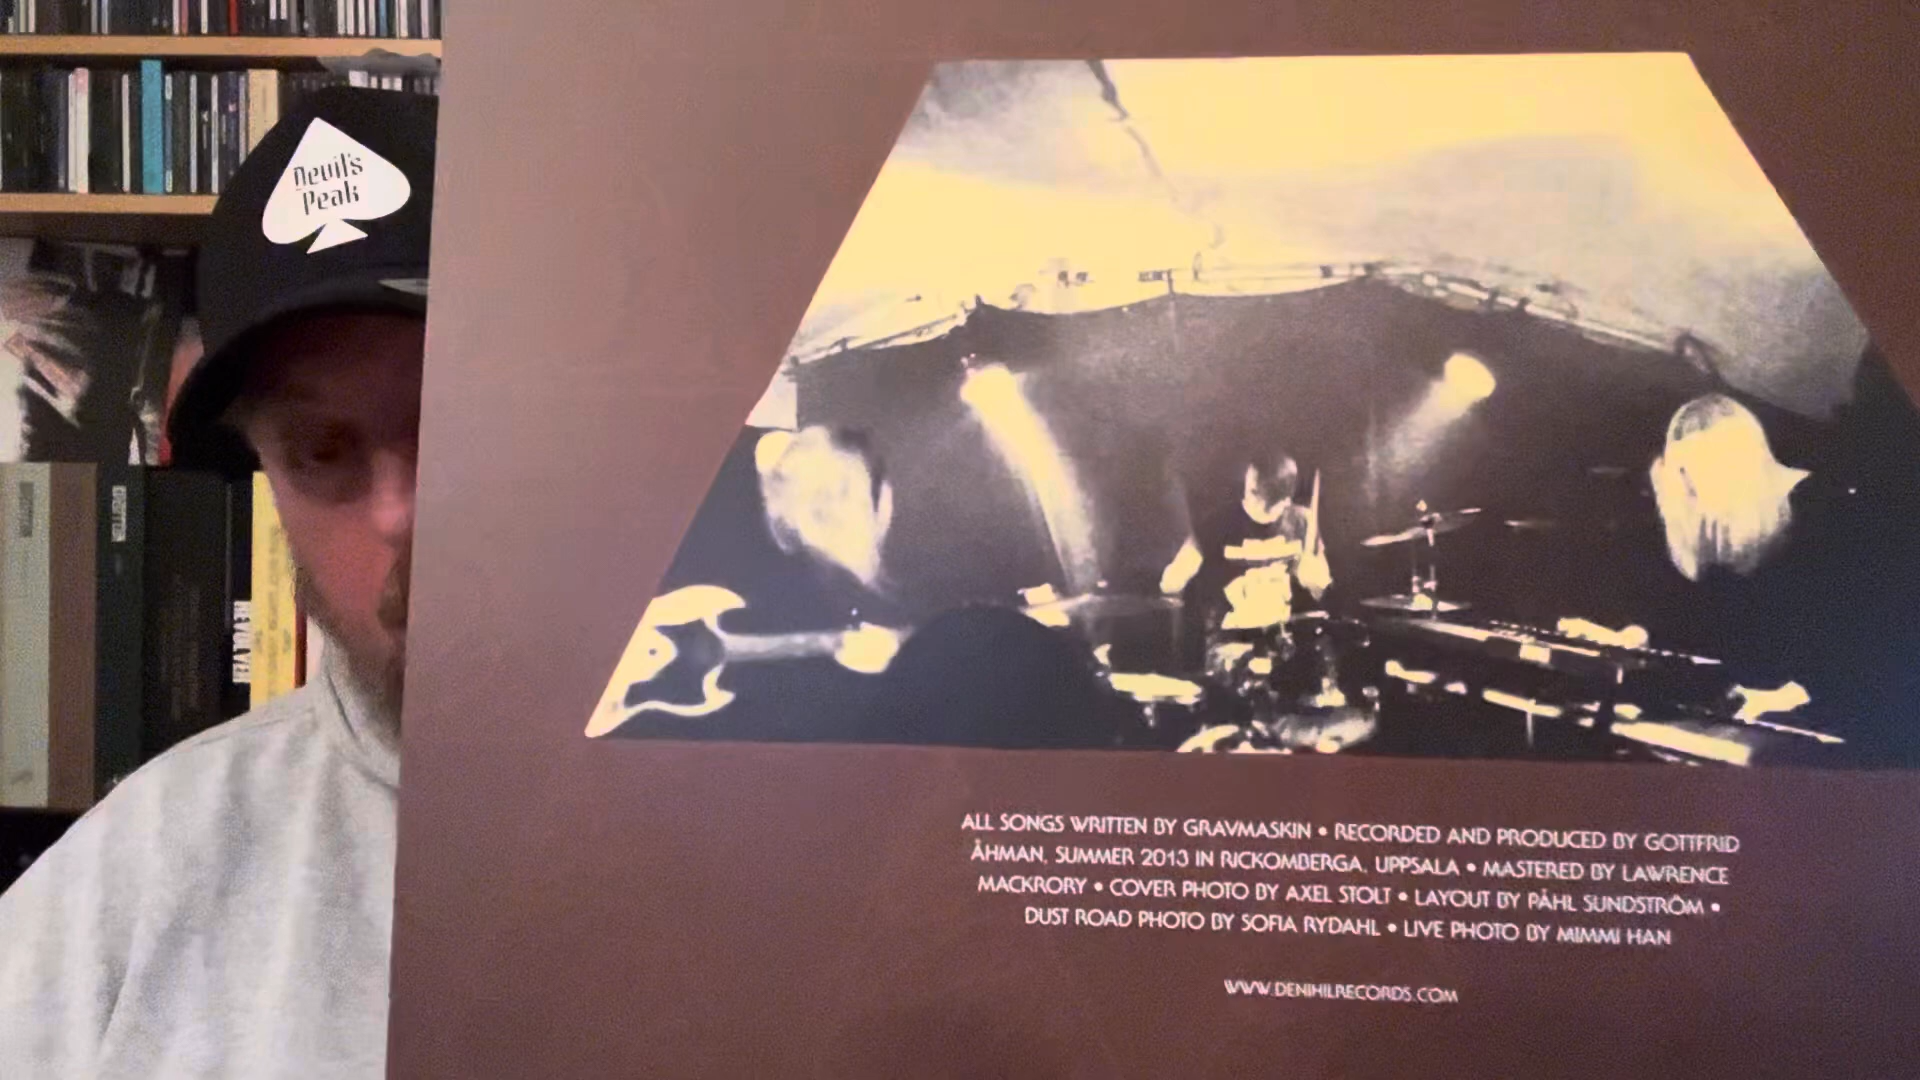 Devil's
Peak
REVOLVER
ALL SONGS WRITTEN BY GRAVMASKIN • RECORDED AND PRODUCED BY GOTTFRID
ÅHMAN, SUMMER 2013 IN RICKOMBERGA, UPPSALA • MASTERED BY LAWRENCE
MACKRORY • COVER PHOTO BY AXEL STOLT • LAYOUT BY PÅHL SUNDSTRÖM •
DUST ROAD PHOTO BY SOFIA RYDAHL • LIVE PHOTO BY MIMMI HAN
WWW.DENIHILRECORDS.COM